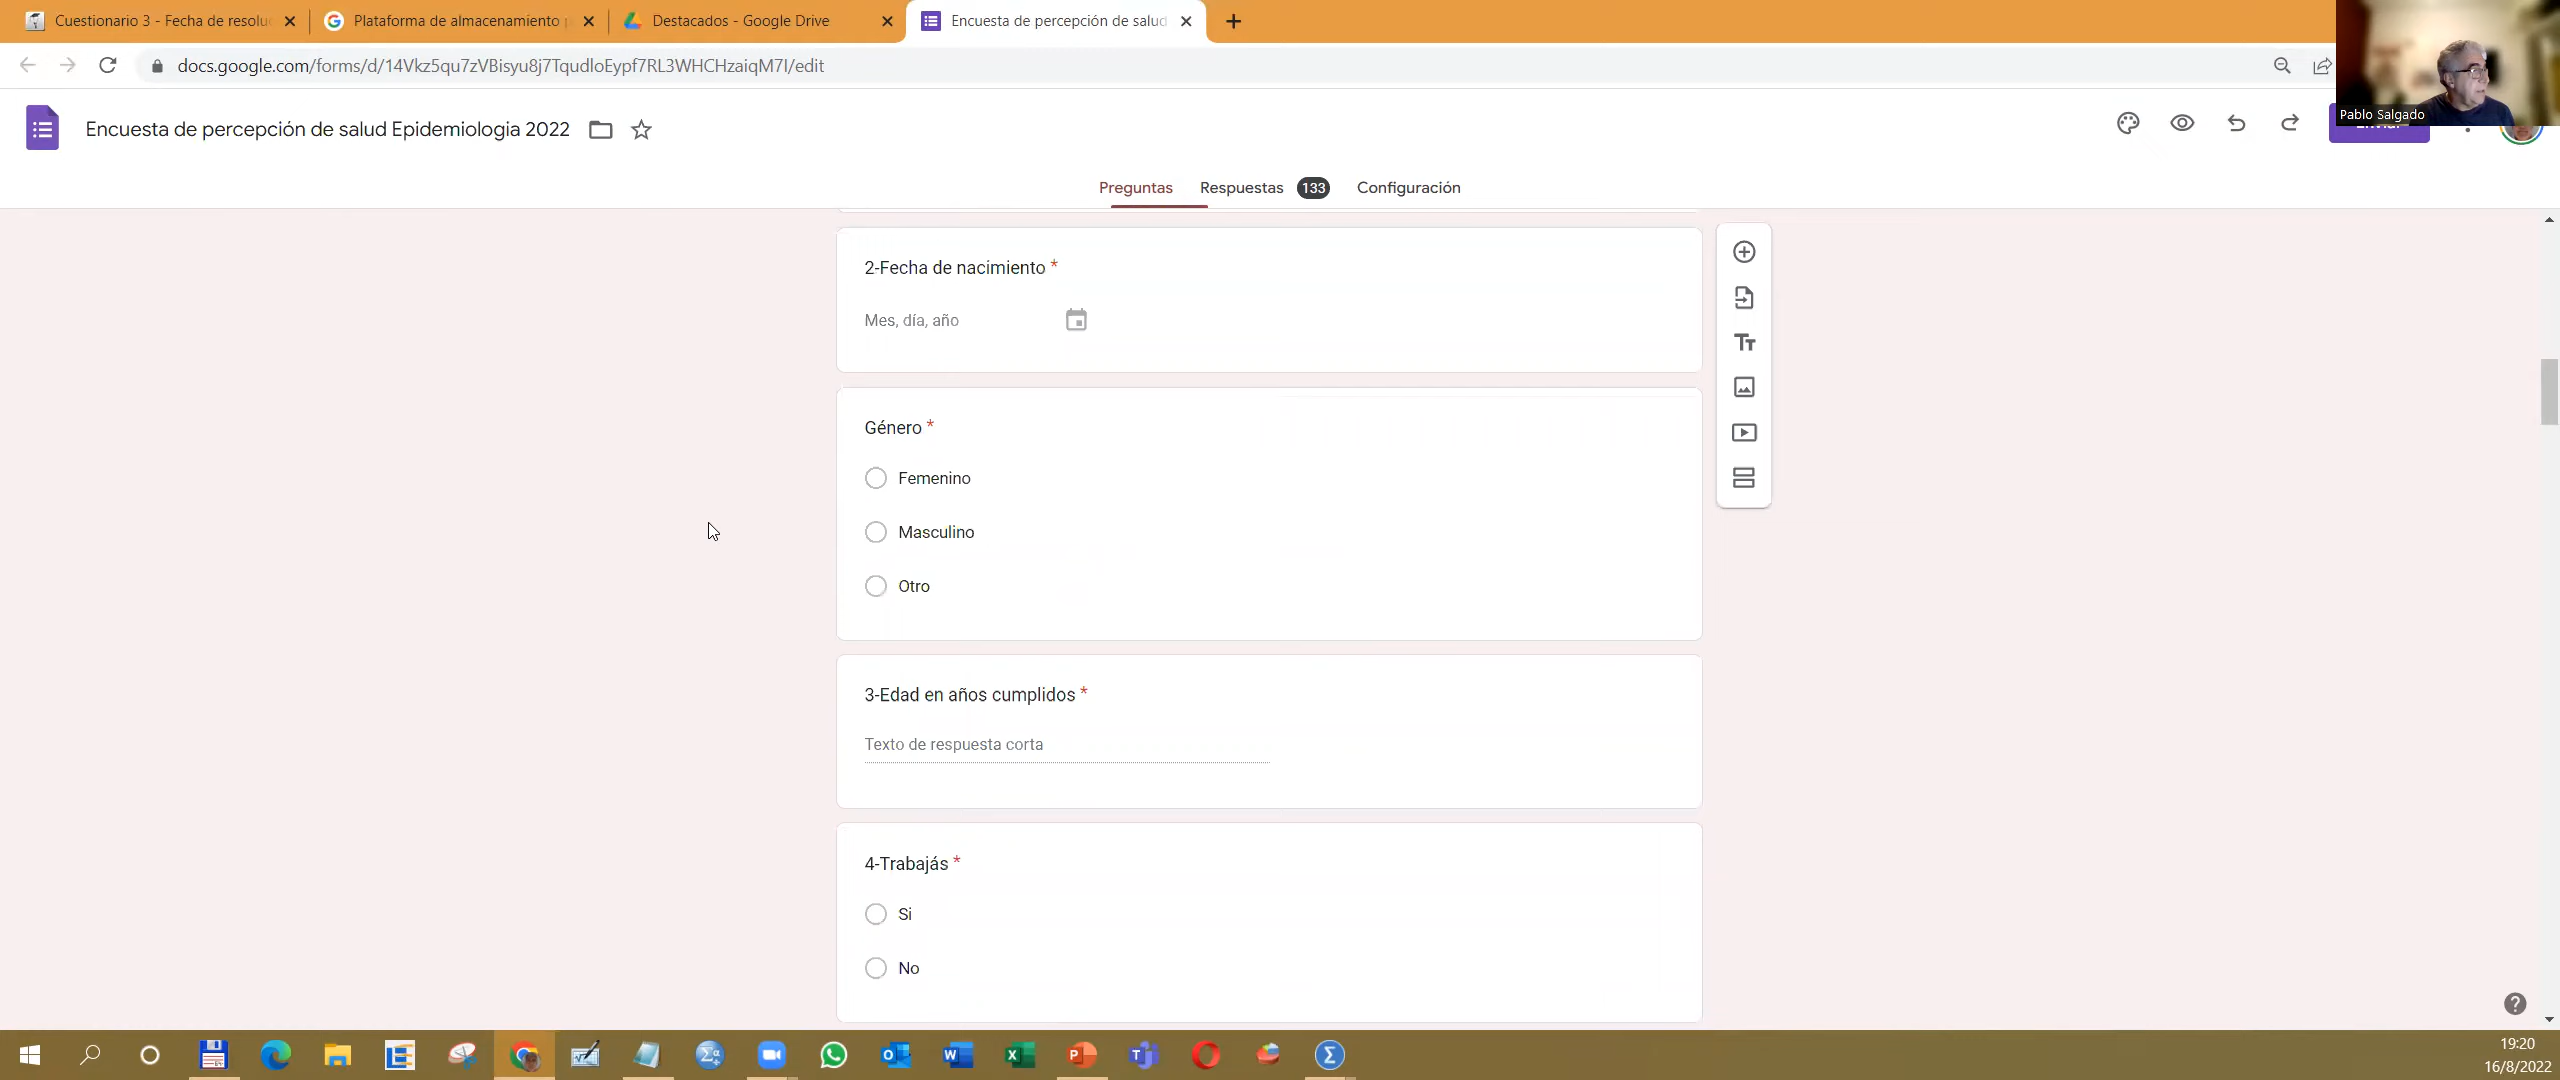 Cuestionario 3 - Fecha de resolu
Plataforma de almacenamiento p
Destacados - Google Drive
Encuesta de percepción de salud
docs.google.com/forms/d/14Vkz5qu7zVBisyu8j7TqudloEypf7RL3WHCHzaiqM7I/edit
Pablo Salgado
Encuesta de percepción de salud Epidemiologia 2022
Enviar
Preguntas
Respuestas 133
Configuración
2-Fecha de nacimiento *
Mes, día, año
Género *
Femenino
Masculino
Otro
3-Edad en años cumplidos *
Texto de respuesta corta
4-Trabajás *
Si
No
19:20
16/8/2022